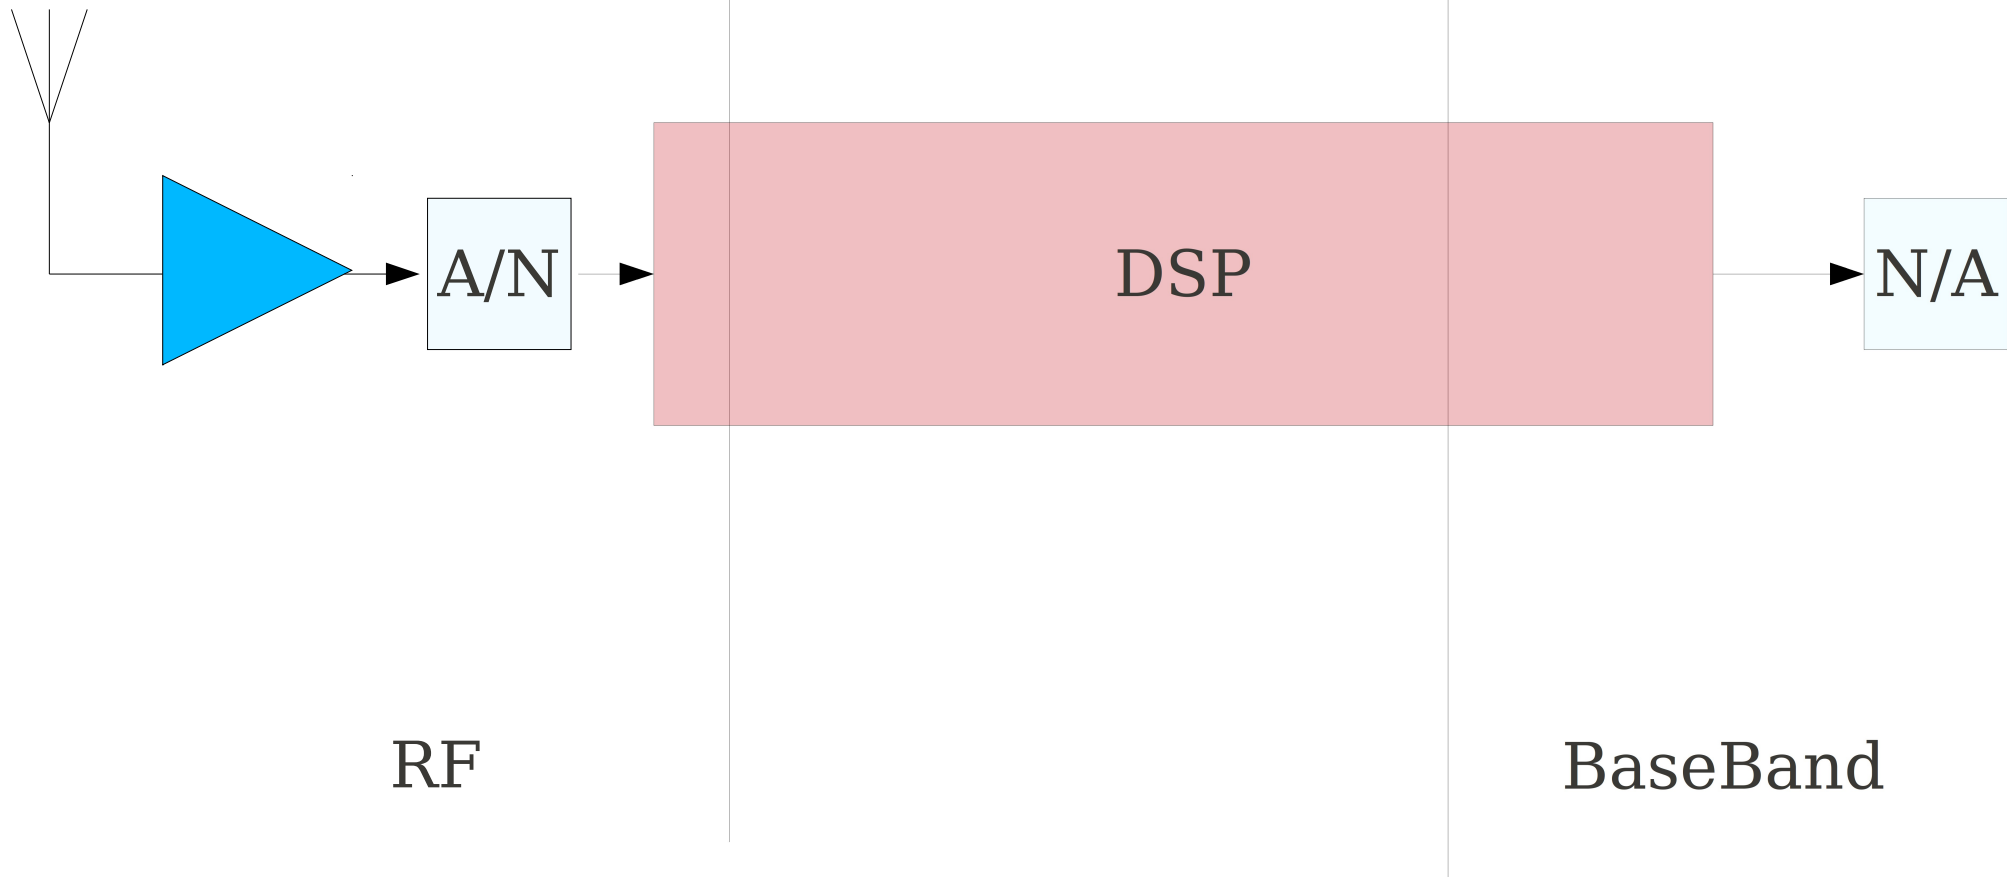 A/N
DSP
N/A
RF
BaseBand